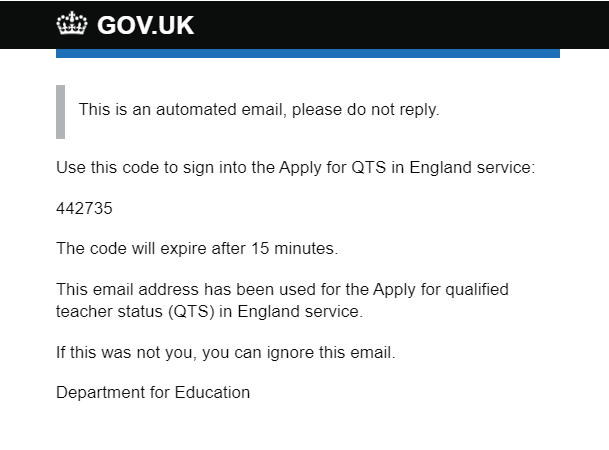 GOV.UK
This is an automated email, please do not reply.
Use this code to sign into the Apply for QTS in England service:
442735
The code will expire after 15 minutes.
This email address has been used for the Apply for qualified
teacher status (QTS) in England service.
If this was not you, you can ignore this email.
Department for Education